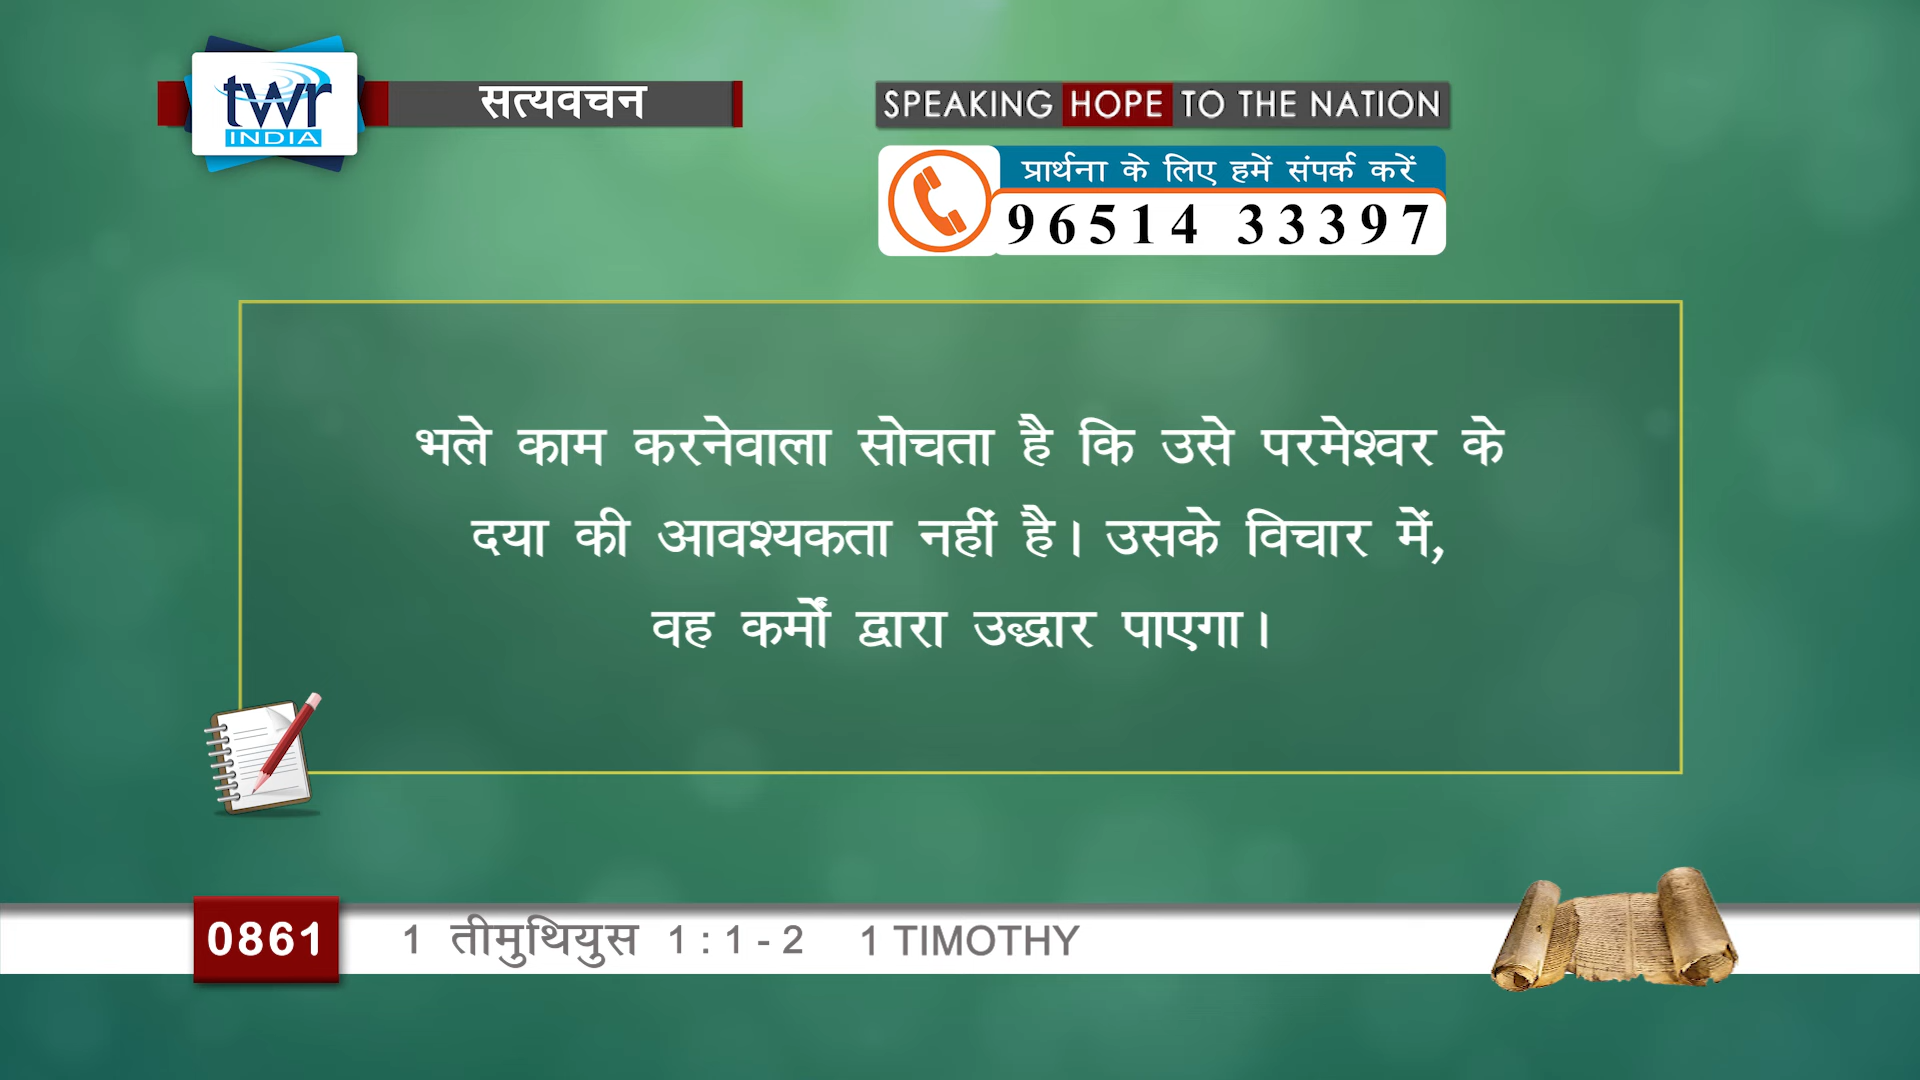 twr
INDIA
सत्यवचन
SPEAKING HOPE TO THE NATION
प्रार्थना के लिए हमें संपर्क करें
96514 33397
भले काम करनेवाला सोचता है कि उसे परमेश्वर के
दया की आवश्यकता नहीं है। उसके विचार में,
वह कर्मों द्वारा उद्धार पाएगा।
0861 1 तीमुथियुस 1:1-2 1 TIMOTHY